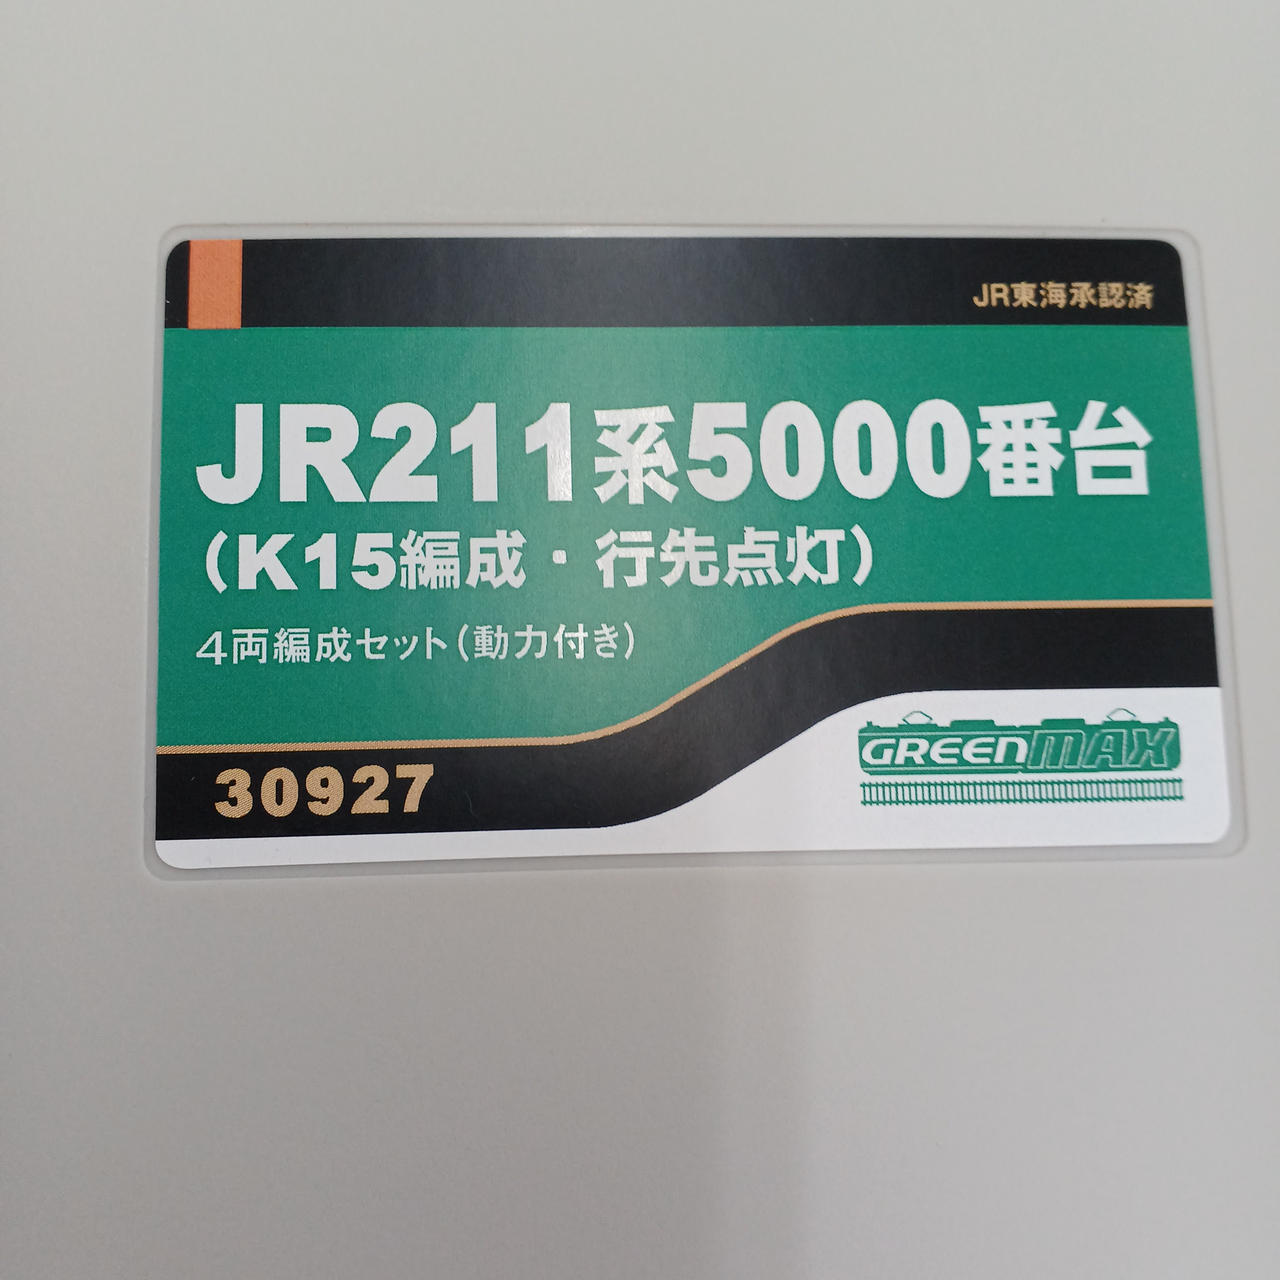 JR東海承認済
JR211系5000番台
(K15編成・行先点灯)
4両編成セット(動力付き)
30927
GREENMAX